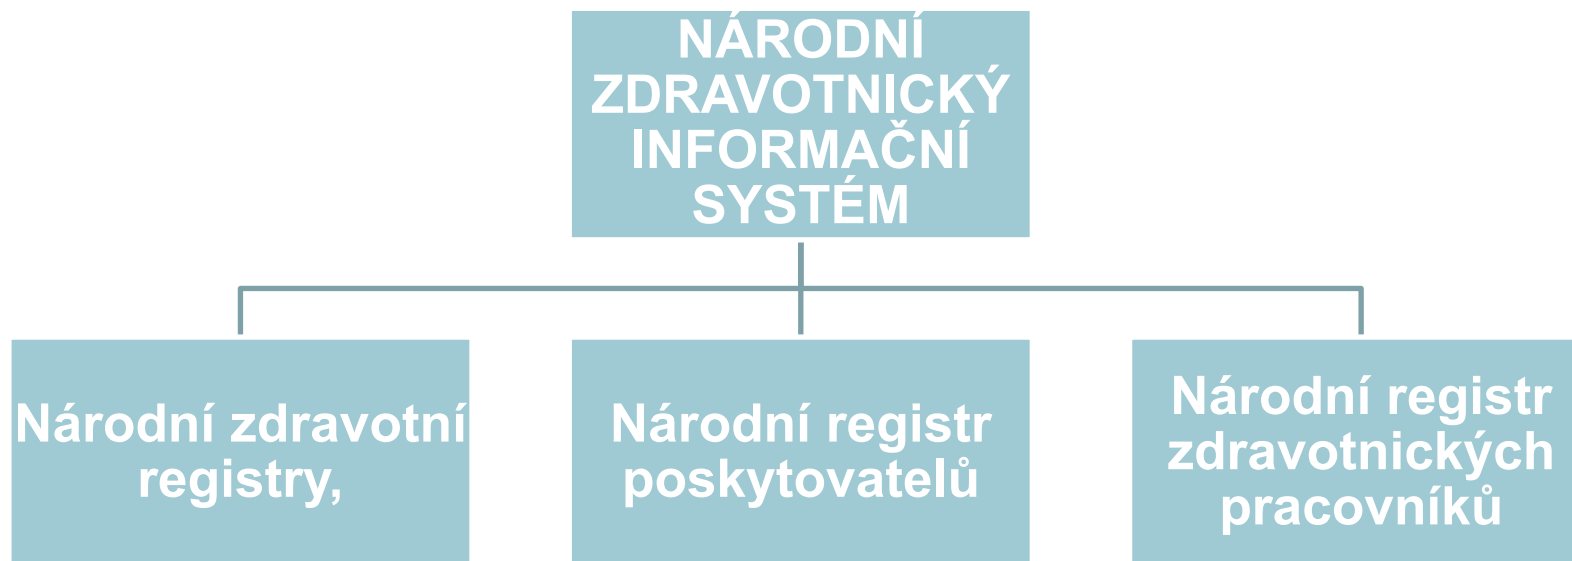 NÁRODNÍ
ZDRAVOTNICKÝ
INFORMAČNÍ
SYSTÉM
Národní zdravotní
registry,
Národní registr
poskytovatelů
Národní registr
zdravotnických
pracovníků